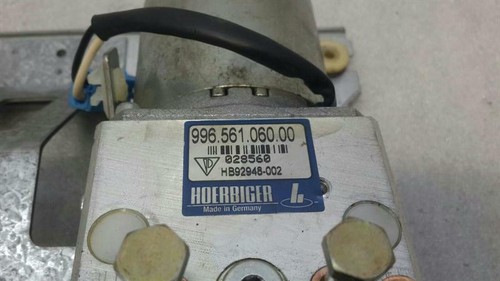 996.561.060.00
028560
HB92948-002
HOERBIGER
Made in Germany